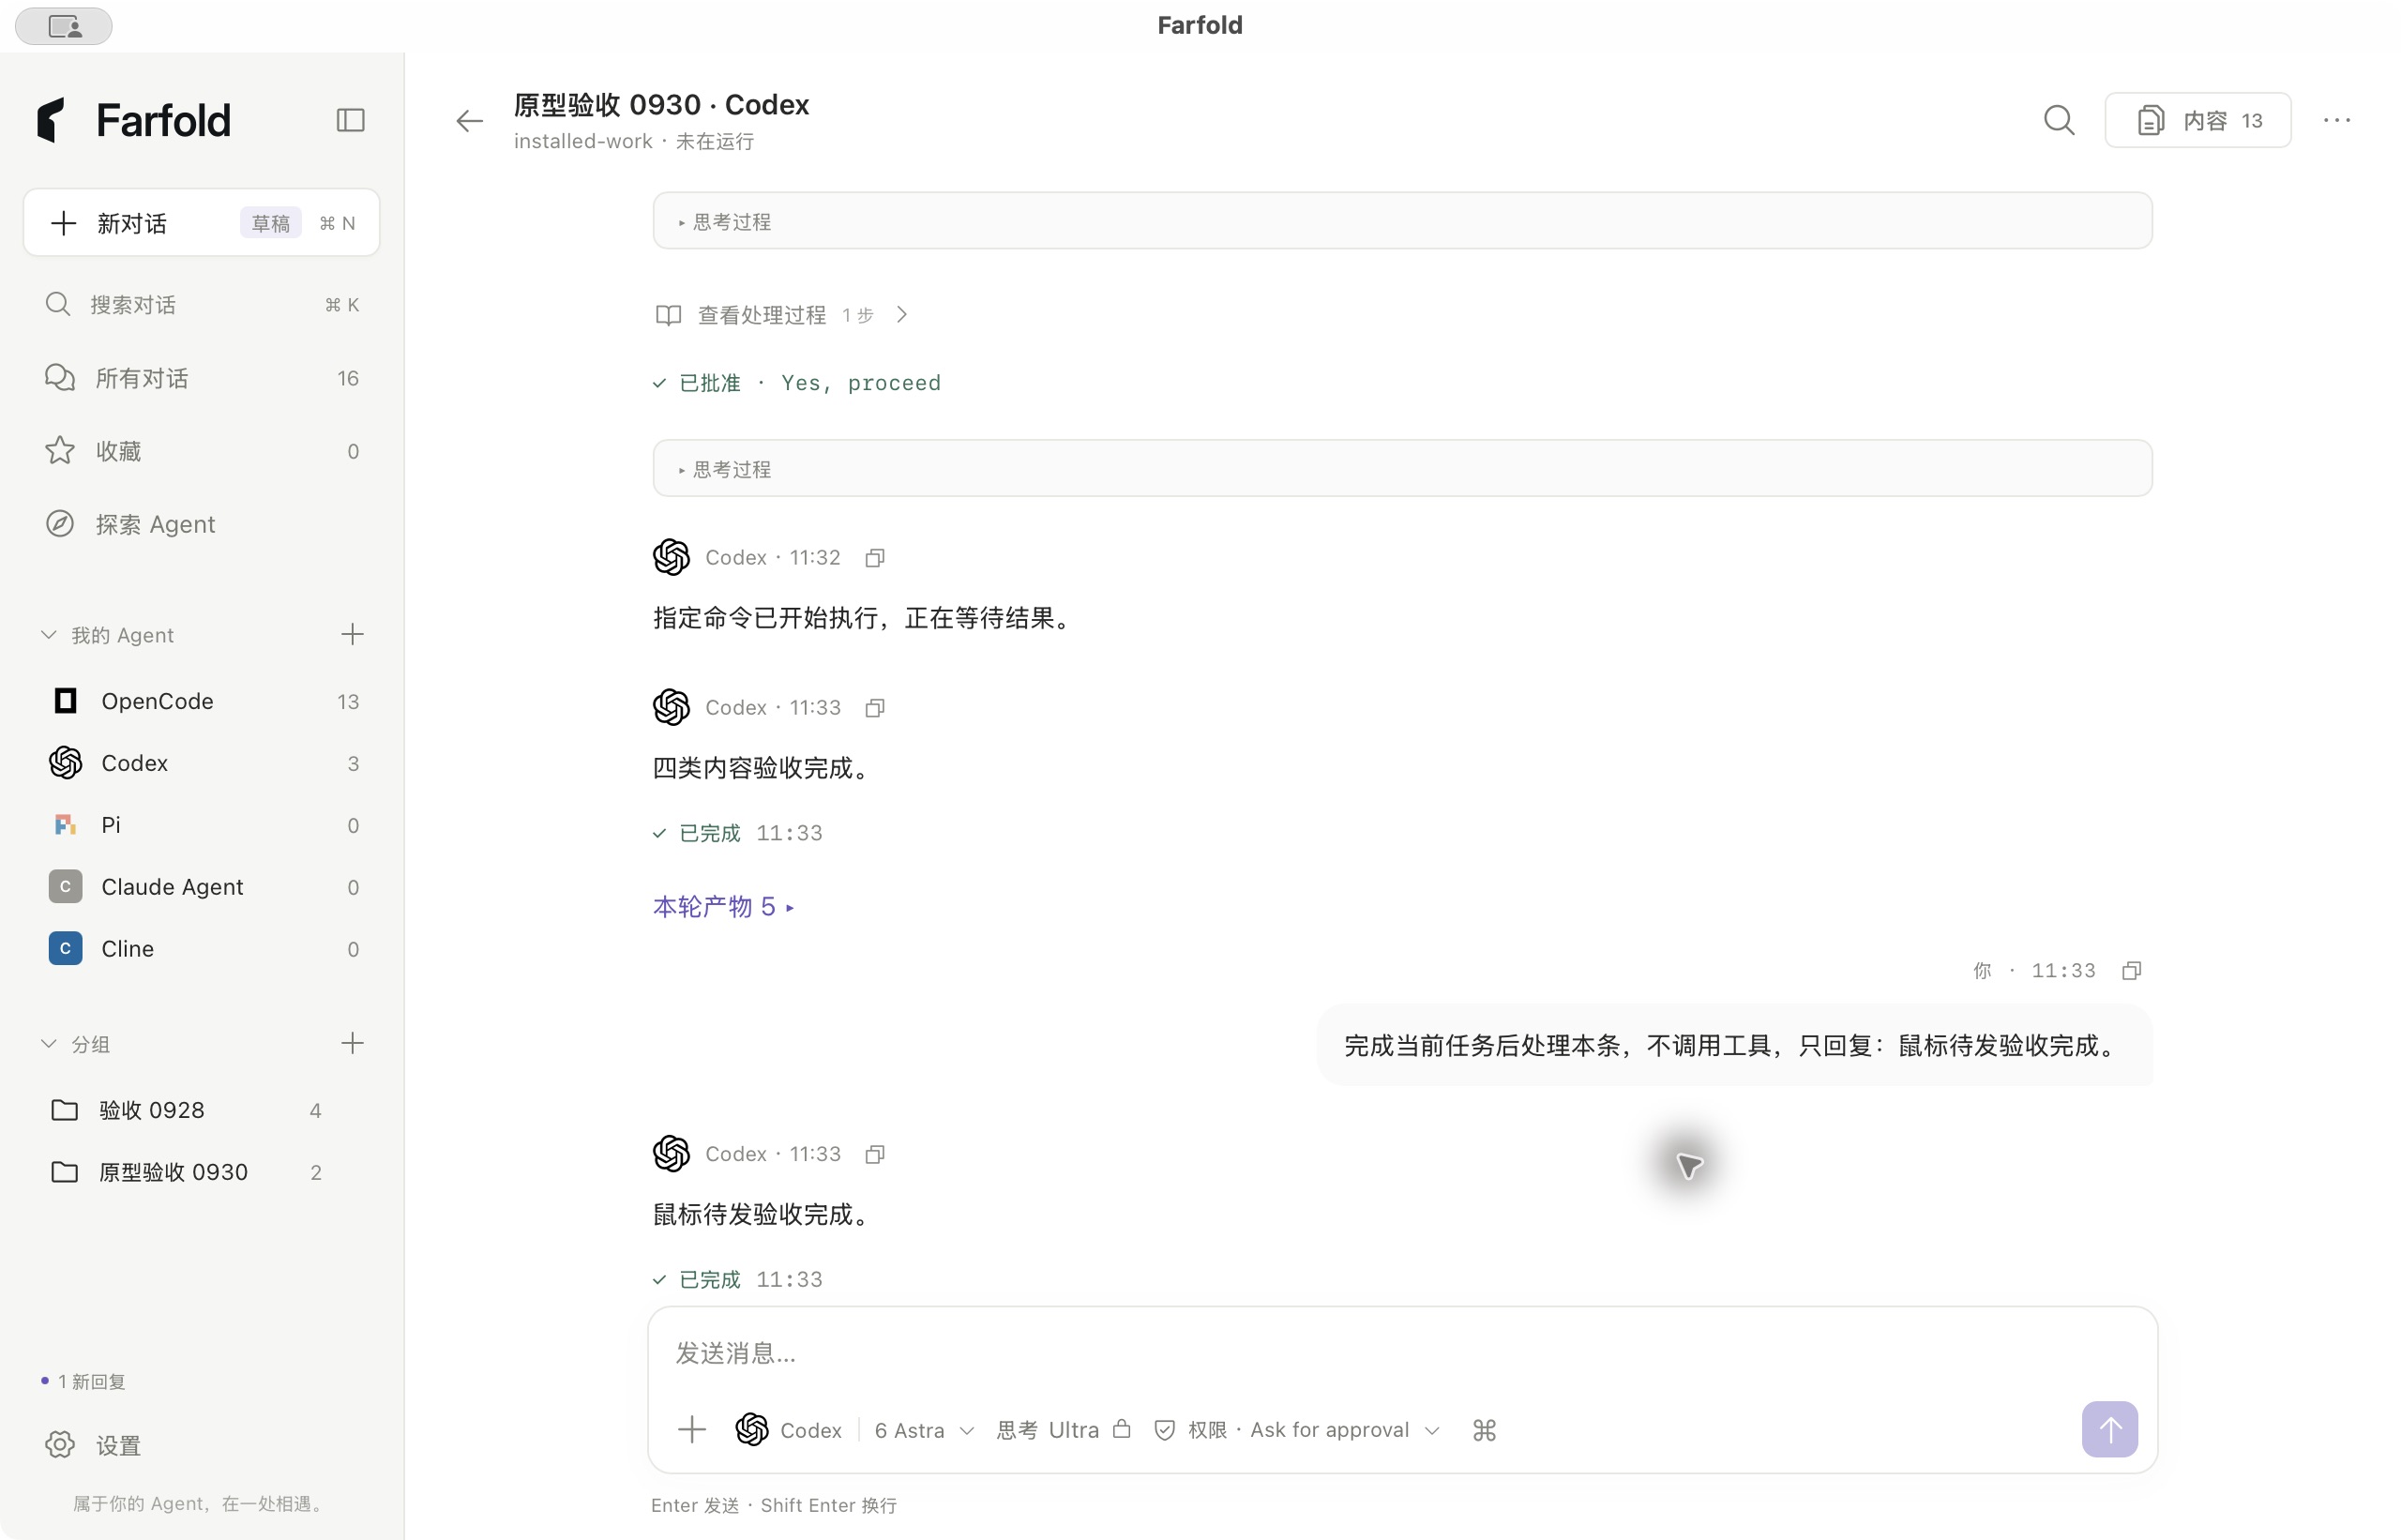 Farfold
Farfold
新对话 草稿 ⌘ N
搜索对话 ⌘ K
所有对话 16
收藏 0
探索 Agent
我的 Agent
OpenCode 13
Codex 3
Pi 0
C Claude Agent 0
C Cline 0
分组
验收 0928 4
原型验收 0930 2
1 新回复
设置
属于你的 Agent，在一处相遇。
原型验收 0930 · Codex
installed-work · 未在运行
内容 13
思考过程
查看处理过程 1 步
已批准 · Yes, proceed
思考过程
Codex · 11:32
指定命令已开始执行，正在等待结果。
Codex · 11:33
四类内容验收完成。
已完成 11:33
本轮产物 5
你 · 11:33
完成当前任务后处理本条，不调用工具，只回复：鼠标待发验收完成。
Codex · 11:33
鼠标待发验收完成。
已完成 11:33
发送消息...
Codex 6 Astra 思考 Ultra 权限 · Ask for approval ⌘
Enter 发送 · Shift Enter 换行